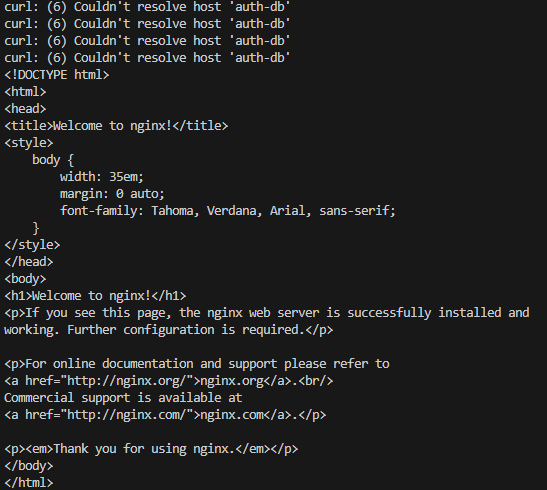 curl: (6) Couldn't resolve host 'auth-db'
curl: (6) Couldn't resolve host 'auth-db'
curl: (6) Couldn't resolve host 'auth-db'
curl: (6) Couldn't resolve host 'auth-db'
<!DOCTYPE html>
<html>
<head>
<title>Welcome to nginx!</title>
<style>
    body {
        width: 35em;
        margin: 0 auto;
        font-family: Tahoma, Verdana, Arial, sans-serif;
    }
</style>
</head>
<body>
<h1>Welcome to nginx!</h1>
<p>If you see this page, the nginx web server is successfully installed and
working. Further configuration is required.</p>

<p>For online documentation and support please refer to
<a href="http://nginx.org/">nginx.org</a>.<br/>
Commercial support is available at
<a href="http://nginx.com/">nginx.com</a>.</p>

<p><em>Thank you for using nginx.</em></p>
</body>
</html>